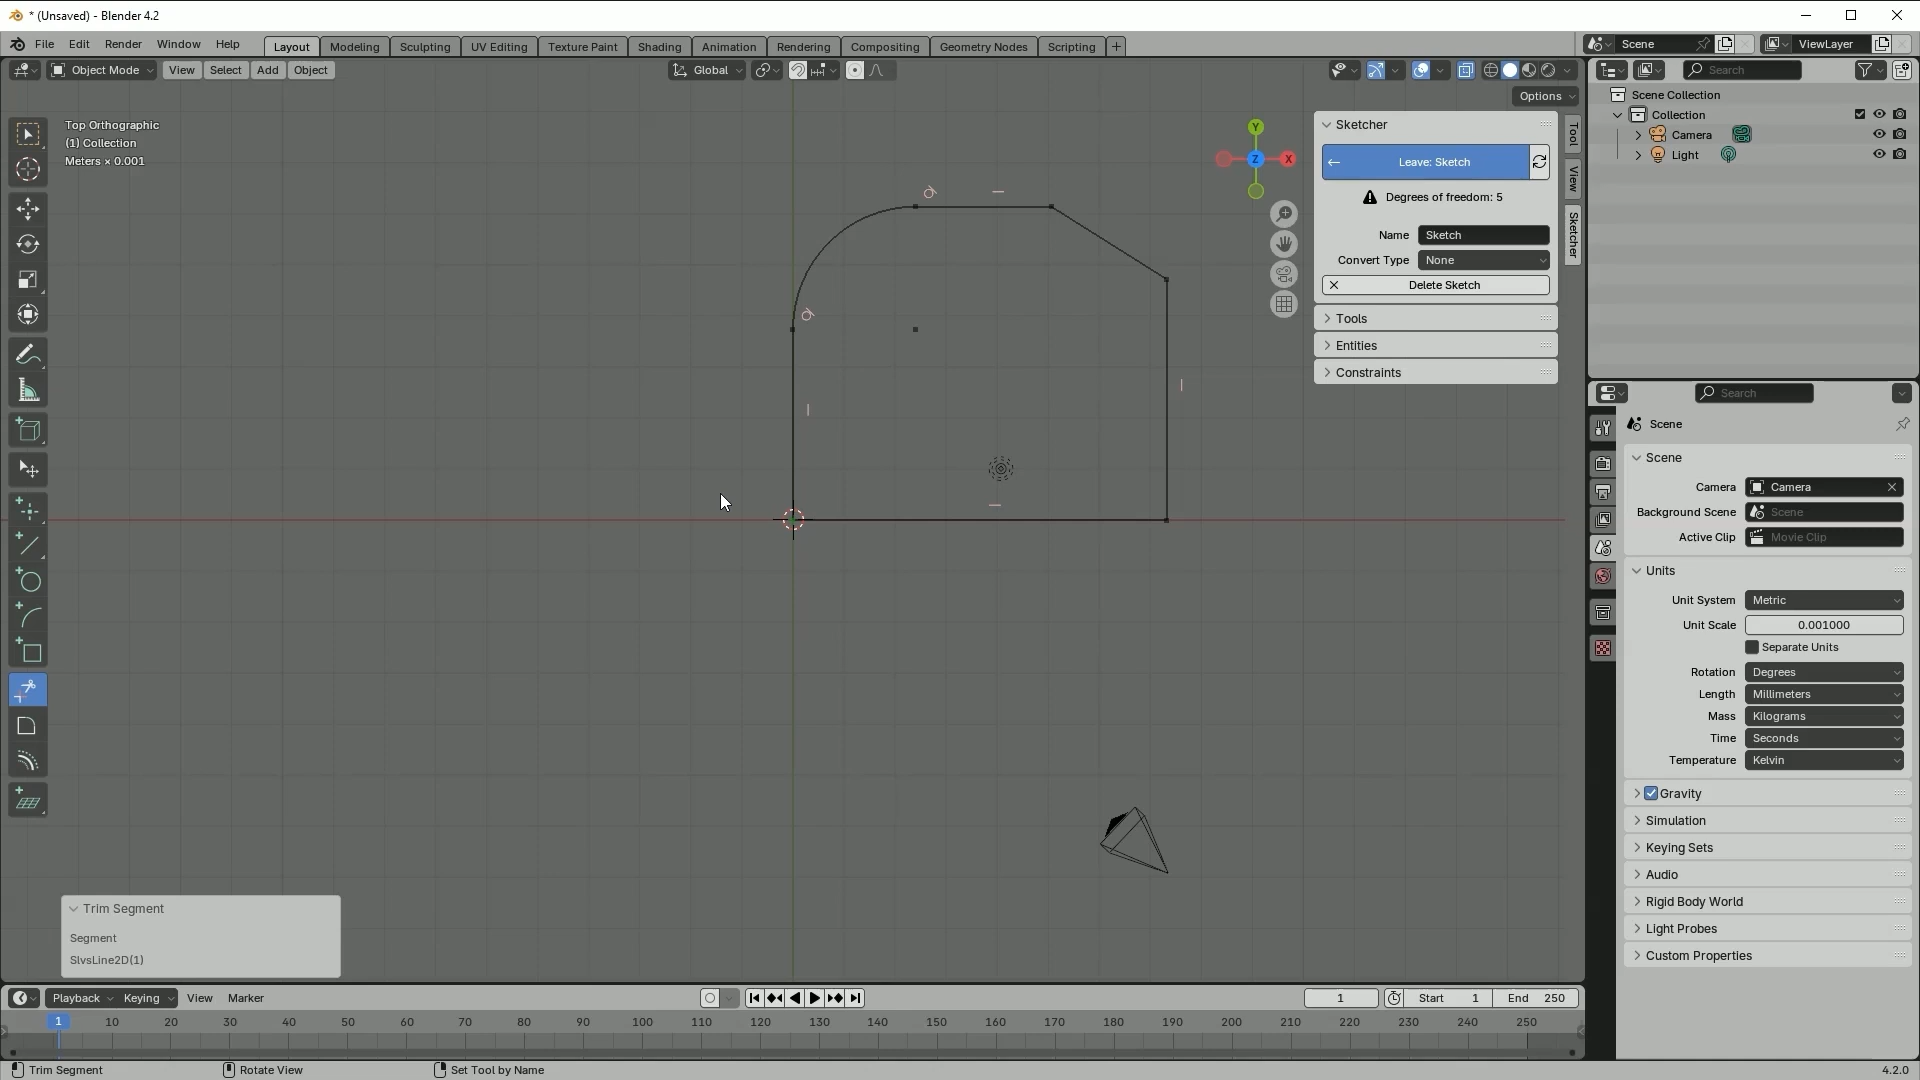 * (Unsaved) - Blender 4.2
File Edit Render Window Help Layout Modeling Sculpting UV Editing Texture Paint Shading Animation Rendering Compositing Geometry Nodes Scripting + Scene ViewLayer
Object Mode View Select Add Object Global Search
Options
Top Orthographic
(1) Collection
Meters × 0.001
Y
Z
X
Sketcher
Leave: Sketch
Degrees of freedom: 5
Name Sketch
Convert Type None
Delete Sketch
Tools
Entities
Constraints
Tool
View
Sketcher
Scene Collection
Collection
Camera
Light
Search
Scene
Scene
Camera Camera
Background Scene Scene
Active Clip Movie Clip
Units
Unit System Metric
Unit Scale 0.001000
Separate Units
Rotation Degrees
Length Millimeters
Mass Kilograms
Time Seconds
Temperature Kelvin
Gravity
Simulation
Keying Sets
Audio
Rigid Body World
Light Probes
Custom Properties
Trim Segment
Segment
SlvsLine2D(1)
Playback Keying View Marker 1 Start 1 End 250
1 10 20 30 40 50 60 70 80 90 100 110 120 130 140 150 160 170 180 190 200 210 220 230 240 250
Trim Segment Rotate View Set Tool by Name 4.2.0